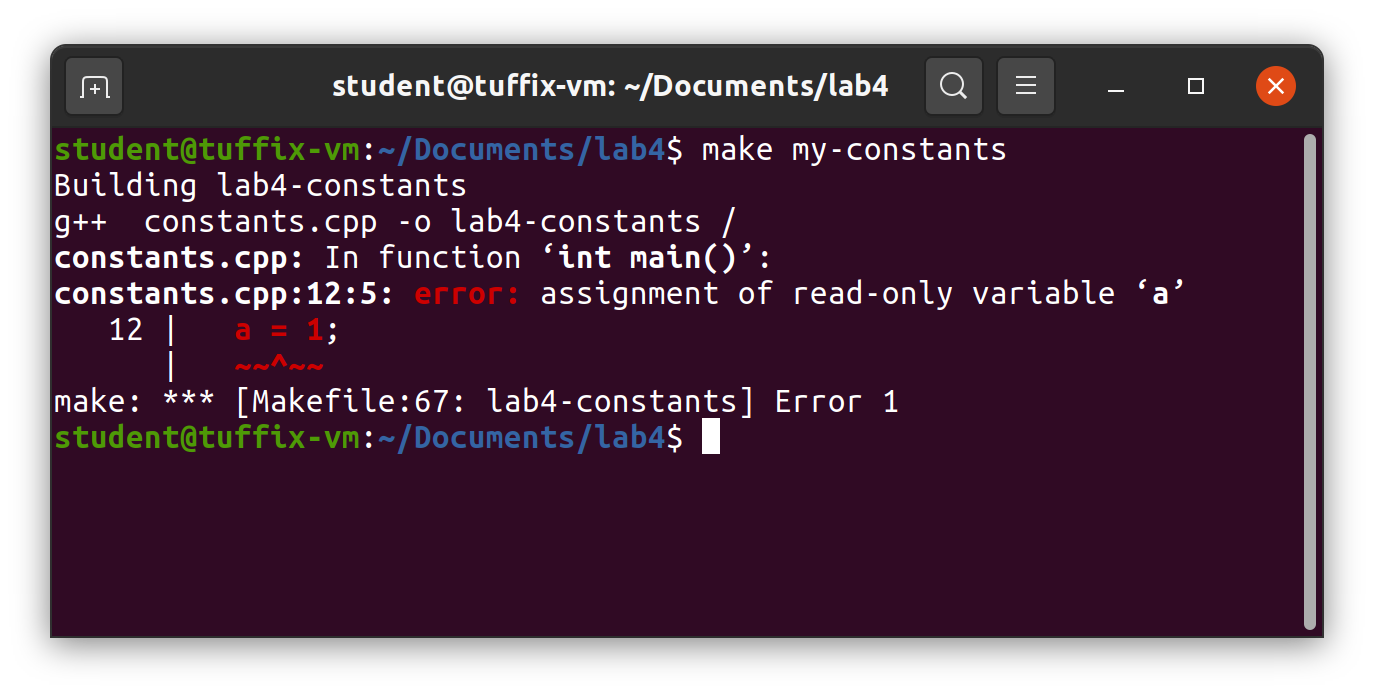 student@tuffix-vm: ~/Documents/lab4
student@tuffix-vm:~/Documents/lab4$ make my-constants
Building lab4-constants
g++  constants.cpp -o lab4-constants /
constants.cpp: In function ‘int main()’:
constants.cpp:12:5: error: assignment of read-only variable ‘a’
   12 |   a = 1;
      |   ~~^~~
make: *** [Makefile:67: lab4-constants] Error 1
student@tuffix-vm:~/Documents/lab4$